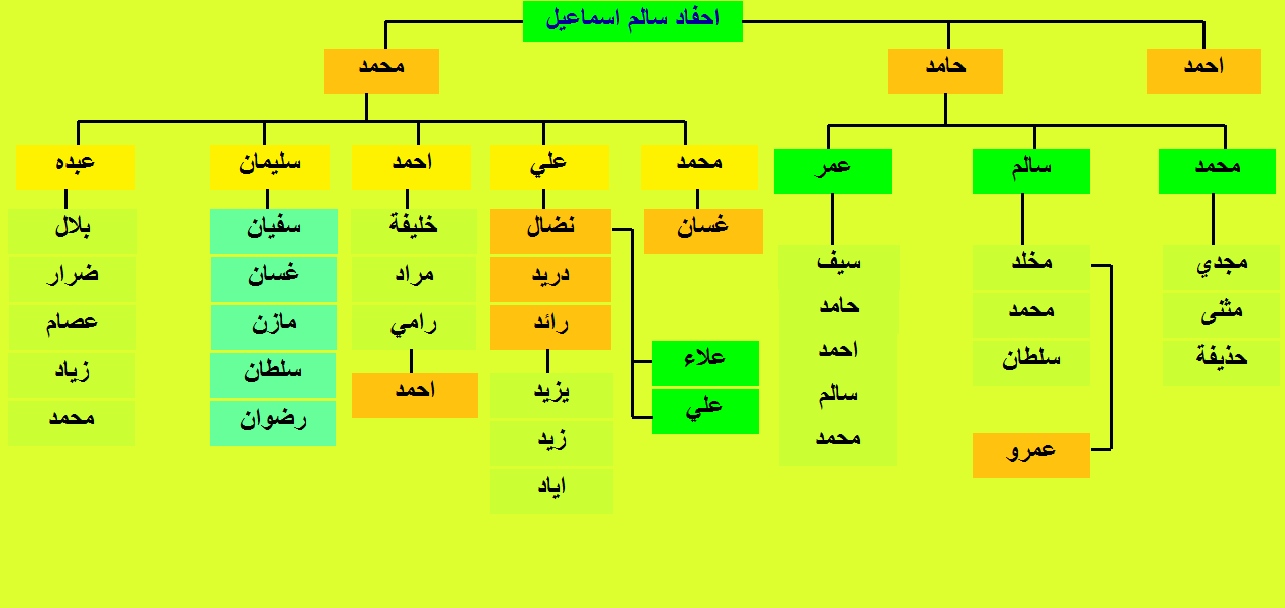 احفاد سالم اسماعيل
احمد
حامد
محمد
محمد
سالم
عمر
محمد
علي
احمد
سليمان
عبده
مجدي
مثنى
حذيفة
مخلد
محمد
سلطان
عمرو
سيف
حامد
احمد
سالم
محمد
غسان
نضال
دريد
رائد
علاء
علي
يزيد
زيد
اياد
خليفة
مراد
رامي
احمد
سفيان
غسان
مازن
سلطان
رضوان
بلال
ضرار
عصام
زياد
محمد